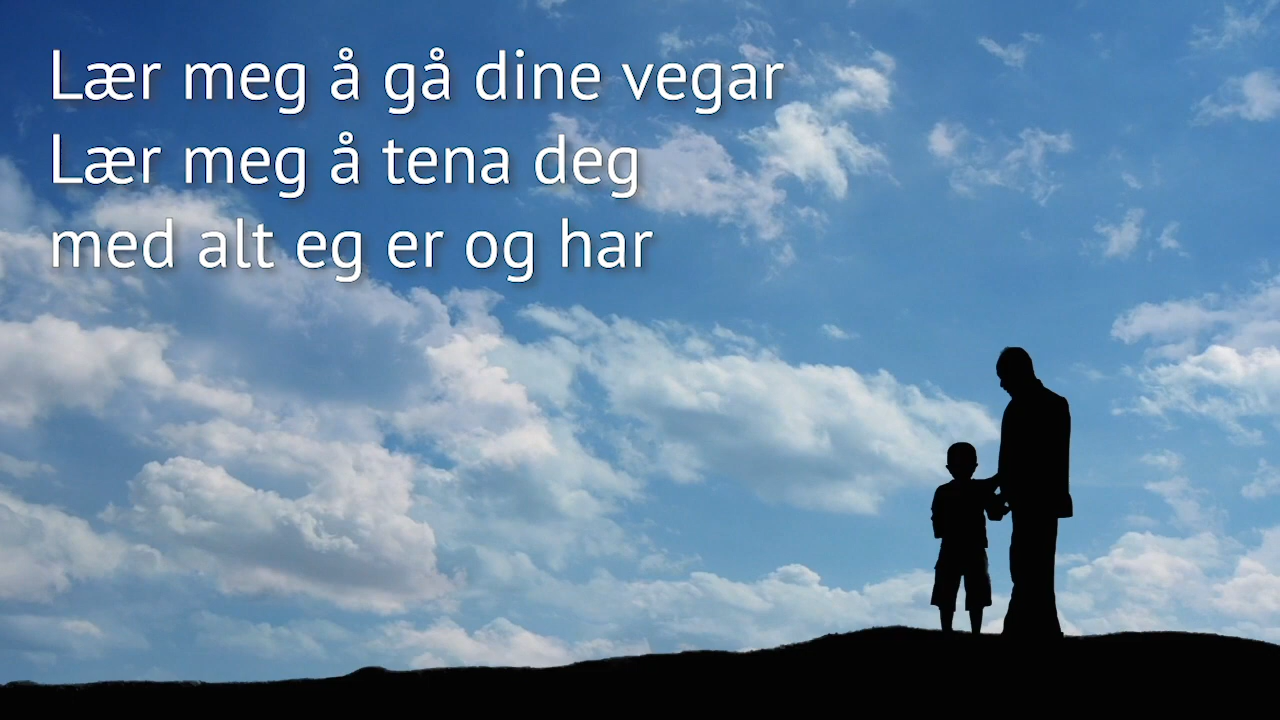 Lær meg å gå dine vegar
Lær meg å tena deg
med alt eg er og har